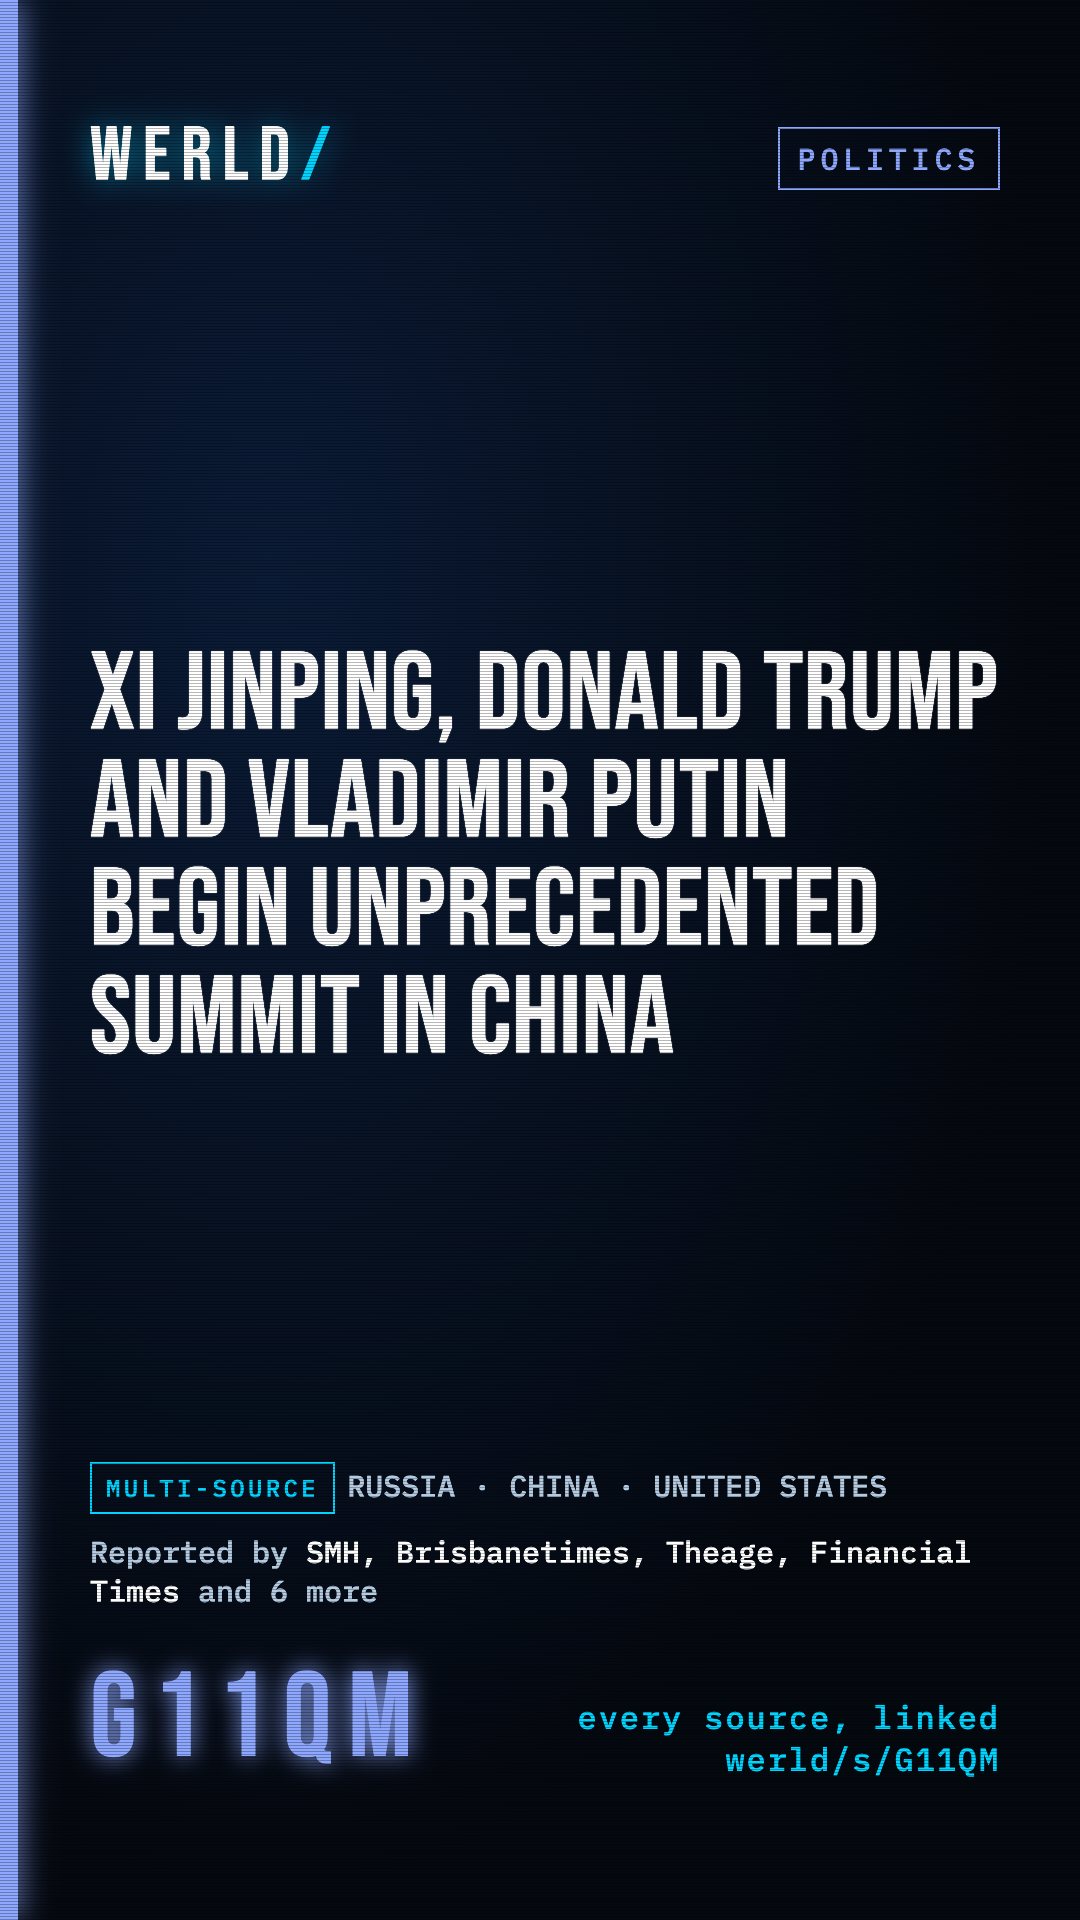 WERLD/
POLITICS
XI JINPING, DONALD TRUMP
AND VLADIMIR PUTIN
BEGIN UNPRECEDENTED
SUMMIT IN CHINA
MULTI-SOURCE RUSSIA · CHINA · UNITED STATES
Reported by SMH, Brisbanetimes, Theage, Financial
Times and 6 more
G11QM
every source, linked
werld/s/G11QM